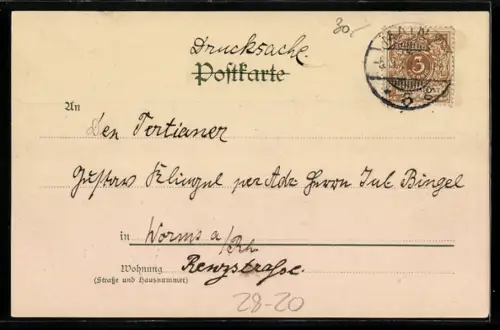 30.-
Drucksache
Postkarte
3
An
Den Tertianer
Gustav Klingel per Adr Herrn Jul. Bingel
in Worms a/Rh
Wohnung
(Straße und Hausnummer)
Renzstrasse.
28-20